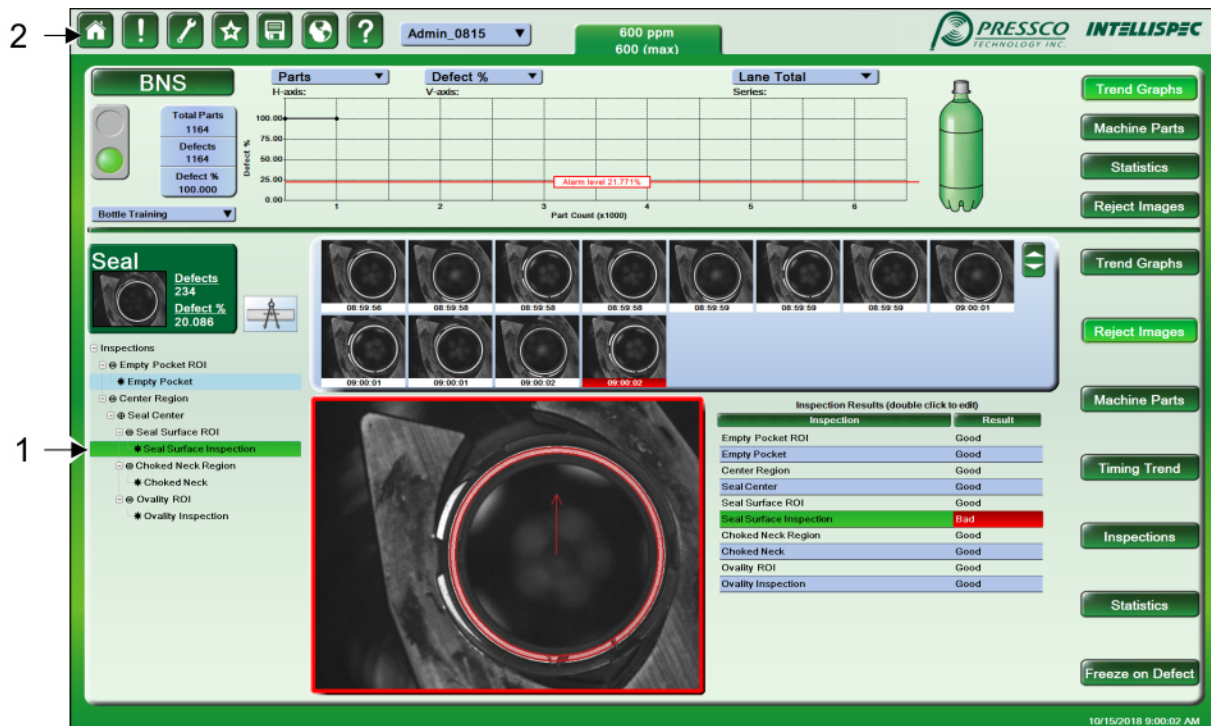 2
Admin_0815
600 ppm
600 (max)
PRESSCO
TECHNOLOGY INC.
INTELLISPEC
BNS
Total Parts
1164
Defects
1164
Defect %
100.000
Bottle Training
Parts
H-axis:
Defect %
V-axis:
Lane Total
Series:
Defect %
100.00
75.00
50.00
25.00
0.00
Alarm level 21.771%
1 2 3 4 5 6
Part Count (x1000)
Trend Graphs
Machine Parts
Statistics
Reject Images
Seal
Defects
234
Defect %
20.086
08:59:56 08:59:58 08:59:58 08:59:58 08:59:59 08:59:59 08:59:59 09:00:01
09:00:01 09:00:01 09:00:02 09:00:02
1
Inspections
Empty Pocket ROI
Empty Pocket
Center Region
Seal Center
Seal Surface ROI
Seal Surface Inspection
Choked Neck Region
Choked Neck
Ovality ROI
Ovality Inspection
Inspection Results (double click to edit)
Inspection Result
Empty Pocket ROI Good
Empty Pocket Good
Center Region Good
Seal Center Good
Seal Surface ROI Good
Seal Surface Inspection Bad
Choked Neck Region Good
Choked Neck Good
Ovality ROI Good
Ovality Inspection Good
Trend Graphs
Reject Images
Machine Parts
Timing Trend
Inspections
Statistics
Freeze on Defect
10/15/2018 9:00:02 AM